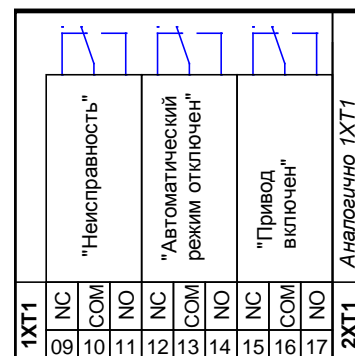 "Неисправность"
"Автоматический
режим отключен"
"Привод
включен"
Аналогично 1XT1
1XT1
NC
COM
NO
NC
COM
NO
NC
COM
NO
2XT1
09
10
11
12
13
14
15
16
17